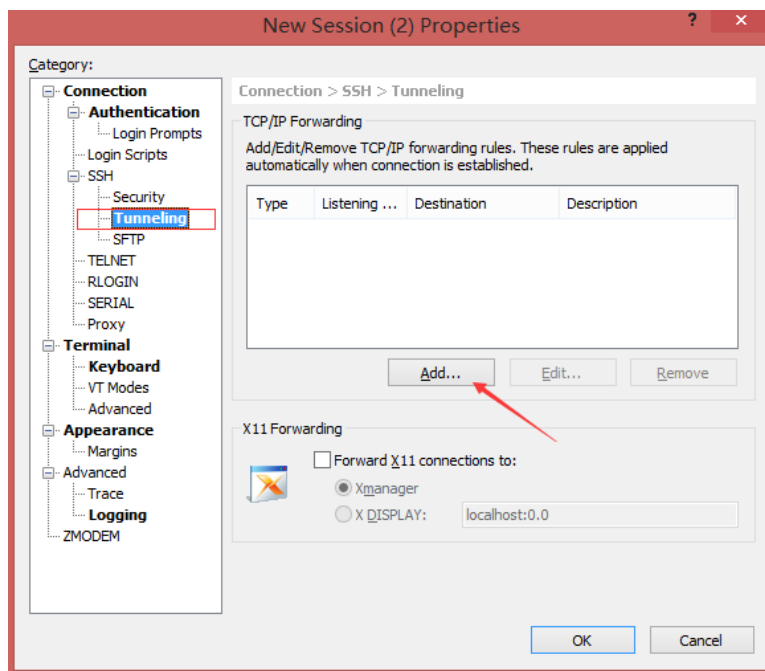 New Session (2) Properties
? ×
Category:
Connection
Authentication
Login Prompts
Login Scripts
SSH
Security
Tunneling
SFTP
TELNET
RLOGIN
SERIAL
Proxy
Terminal
Keyboard
VT Modes
Advanced
Appearance
Margins
Advanced
Trace
Logging
ZMODEM
Connection > SSH > Tunneling
TCP/IP Forwarding
Add/Edit/Remove TCP/IP forwarding rules. These rules are applied
automatically when connection is established.
Type Listening ... Destination Description
Add... Edit... Remove
X11 Forwarding
Forward X11 connections to:
Xmanager
X DISPLAY: localhost:0.0
OK Cancel